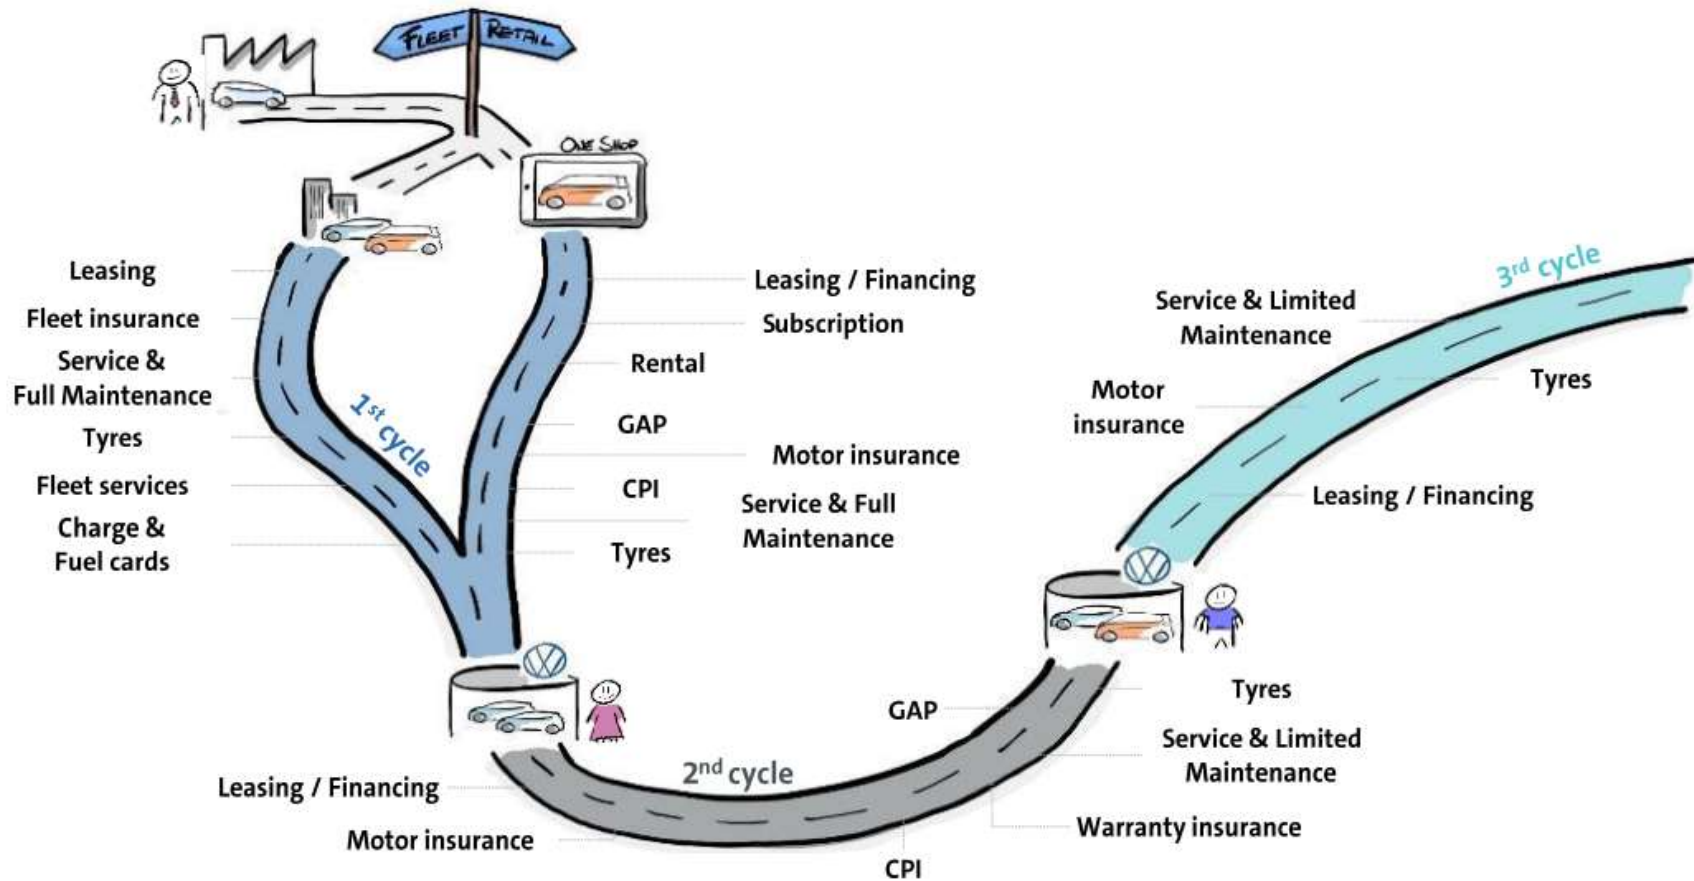 FLEET
RETAIL
ONE SHOP
Leasing
Fleet insurance
Service &
Full Maintenance
Tyres
Fleet services
Charge &
Fuel cards
1st cycle
Leasing / Financing
Subscription
Rental
GAP
Motor insurance
CPI
Service & Full
Maintenance
Tyres
Leasing / Financing
Motor insurance
2nd cycle
CPI
GAP
Warranty insurance
Service & Limited
Maintenance
Tyres
3rd cycle
Service & Limited
Maintenance
Motor
insurance
Tyres
Leasing / Financing